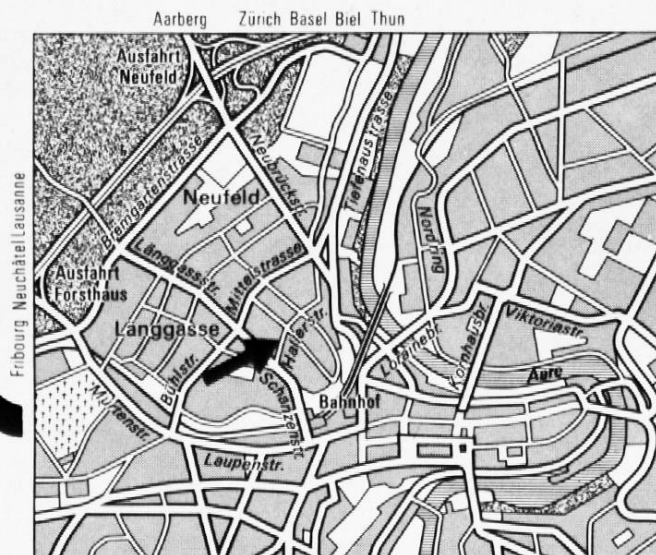 Aarberg Zürich Basel Biel Thun
Fribourg Neuchâtel Lausanne
Ausfahrt
Neufeld
Bremgartenstrasse
Neubrückstr.
Tiefenaustrasse
Neufeld
Nordring
Länggassstr.
Mittelstrasse
Ausfahrt
Forsthaus
Länggasse
Hallerstr.
Viktoriastr.
Bühlstr.
Lorainebr.
Kornhausbr.
Aare
Schanzenstr.
Bahnhof
Murtenstr.
Laupenstr.